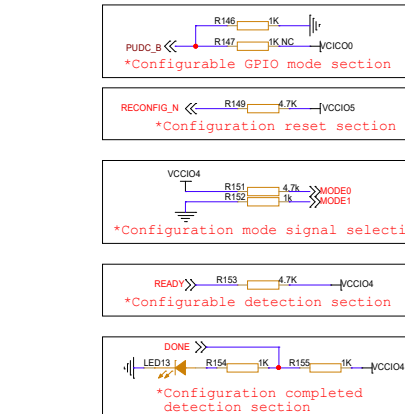 R146 1K
PUDC_B R147 1K,NC VCICO0
*Configurable GPIO mode section
RECONFIG_N R149 4.7K VCCIO5
*Configuration reset section
VCCIO4
R151 4.7k MODE0
R152 1k MODE1
*Configuration mode signal selecti
READY R153 4.7K VCCIO4
*Configurable detection section
DONE
LED13 R154 1K R155 1K VCCIO4
*Configuration completed
detection section